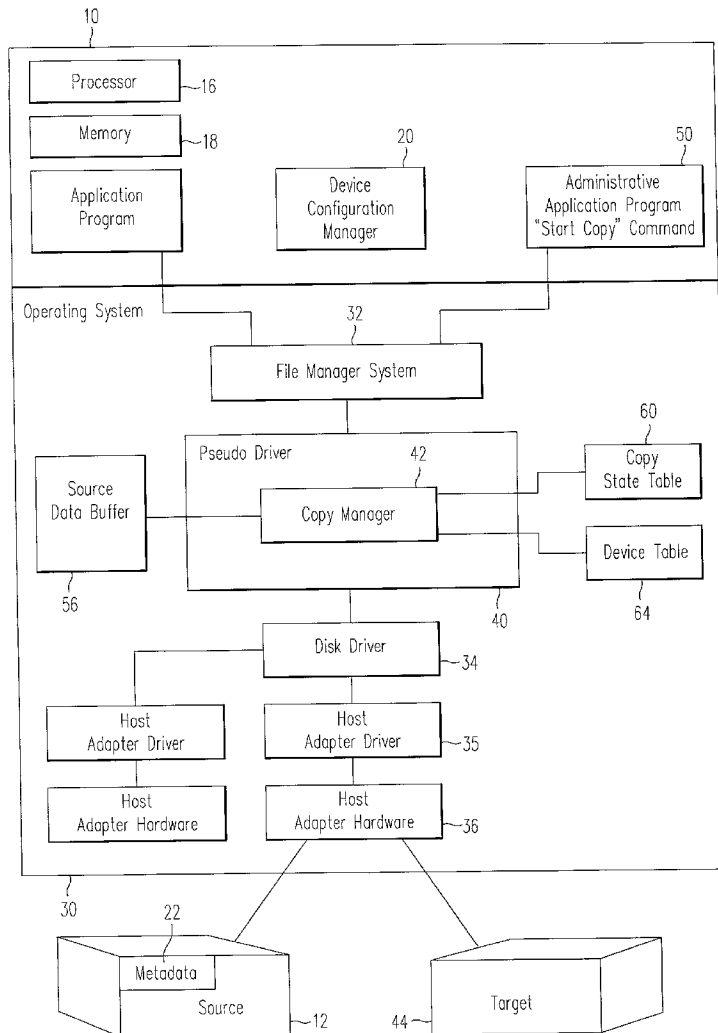 10
Processor
16
Memory
18
Application
Program
20
Device
Configuration
Manager
50
Administrative
Application Program
"Start Copy" Command
Operating System
32
File Manager System
Pseudo Driver
42
Copy Manager
60
Copy
State Table
Source
Data Buffer
56
Device Table
64
40
Disk Driver
34
Host
Adapter Driver
Host
Adapter Driver
35
Host
Adapter Hardware
Host
Adapter Hardware
36
30
22
Metadata
Source
12
44
Target